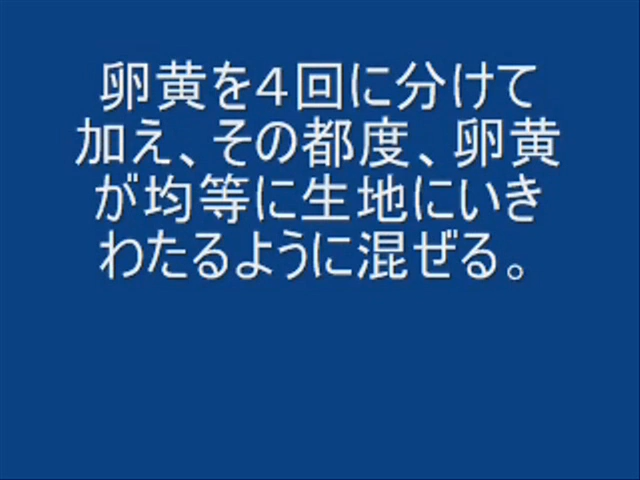 卵黄を４回に分けて
加え、その都度、卵黄
が均等に生地にいき
わたるように混ぜる。